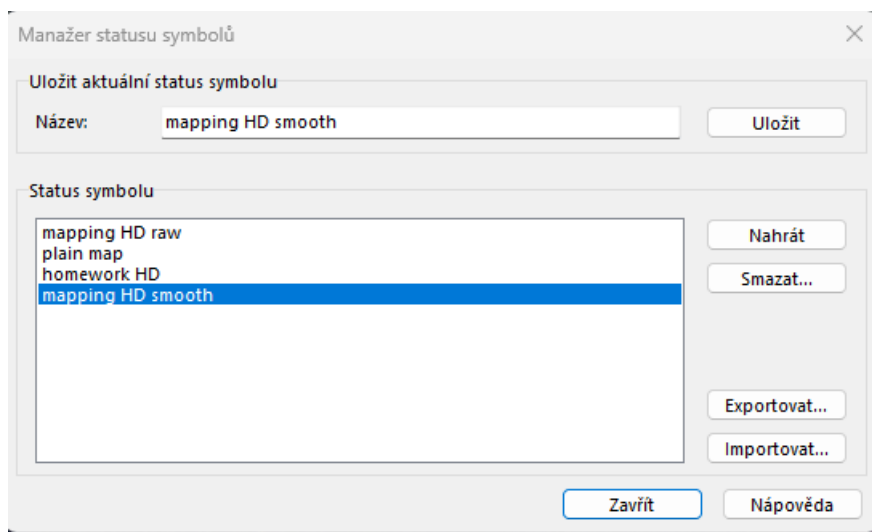 Manažer statusu symbolů
Uložit aktuální status symbolu
Název: mapping HD smooth Uložit
Status symbolu
mapping HD raw
plain map
homework HD
mapping HD smooth
Nahrát
Smazat...
Exportovat...
Importovat...
Zavřít Nápověda